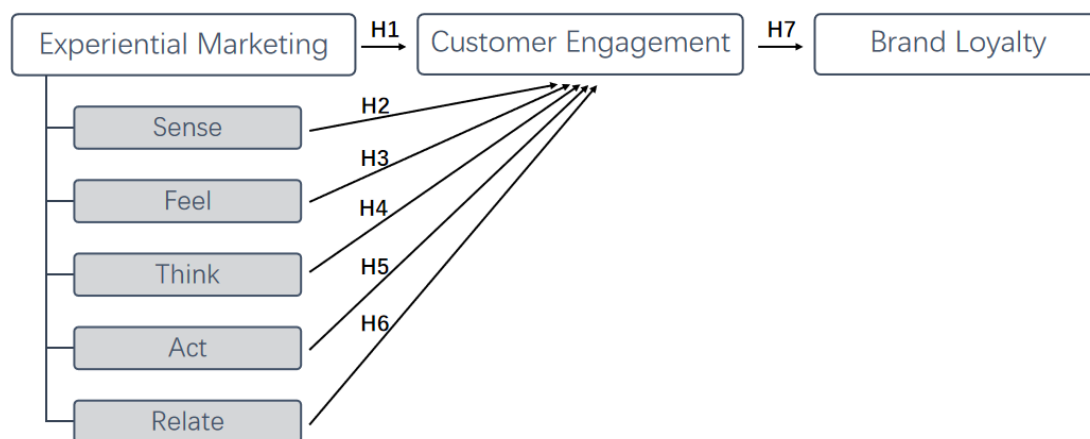 Experiential Marketing
H1
Customer Engagement
H7
Brand Loyalty
Sense
H2
Feel
H3
Think
H4
Act
H5
Relate
H6